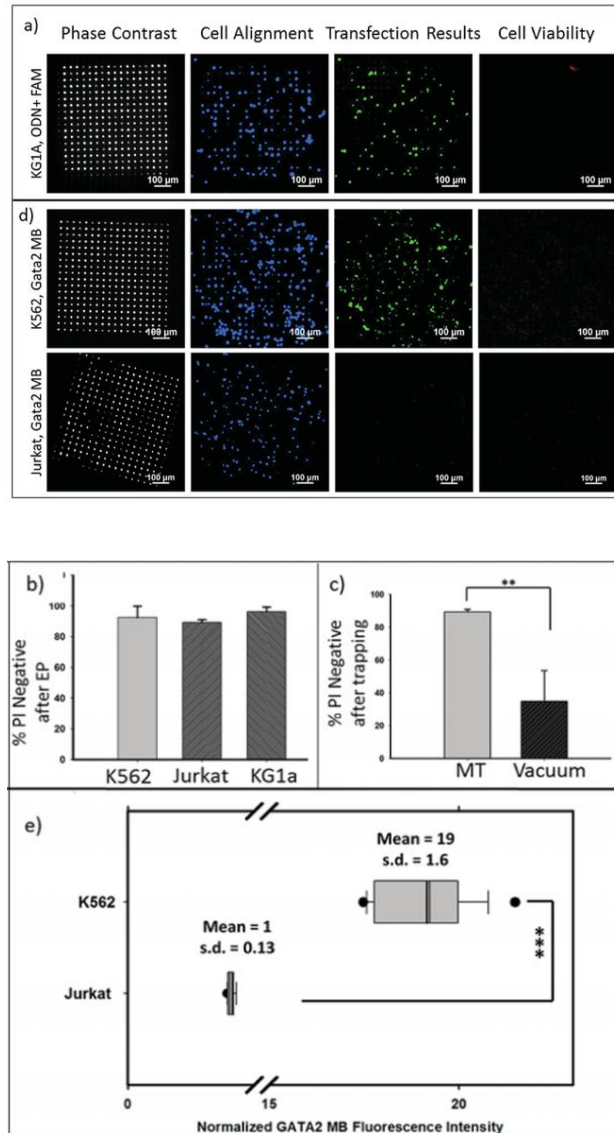 a) Phase Contrast Cell Alignment Transfection Results Cell Viability
KG1A, ODN+ FAM
100 µm 100 µm 100 µm 100 µm
d)
K562, Gata2 MB
100 µm 100 µm 100 µm 100 µm
Jurkat, Gata2 MB
100 µm 100 µm 100 µm 100 µm
b)
% PI Negative
after EP
100
80
60
40
20
0
K562 Jurkat KG1a
c)
**
% PI Negative
after trapping
100
80
60
40
20
0
MT Vacuum
e)
Mean = 19
s.d. = 1.6
K562
Mean = 1
s.d. = 0.13
***
Jurkat
0 15 20
Normalized GATA2 MB Fluorescence Intensity